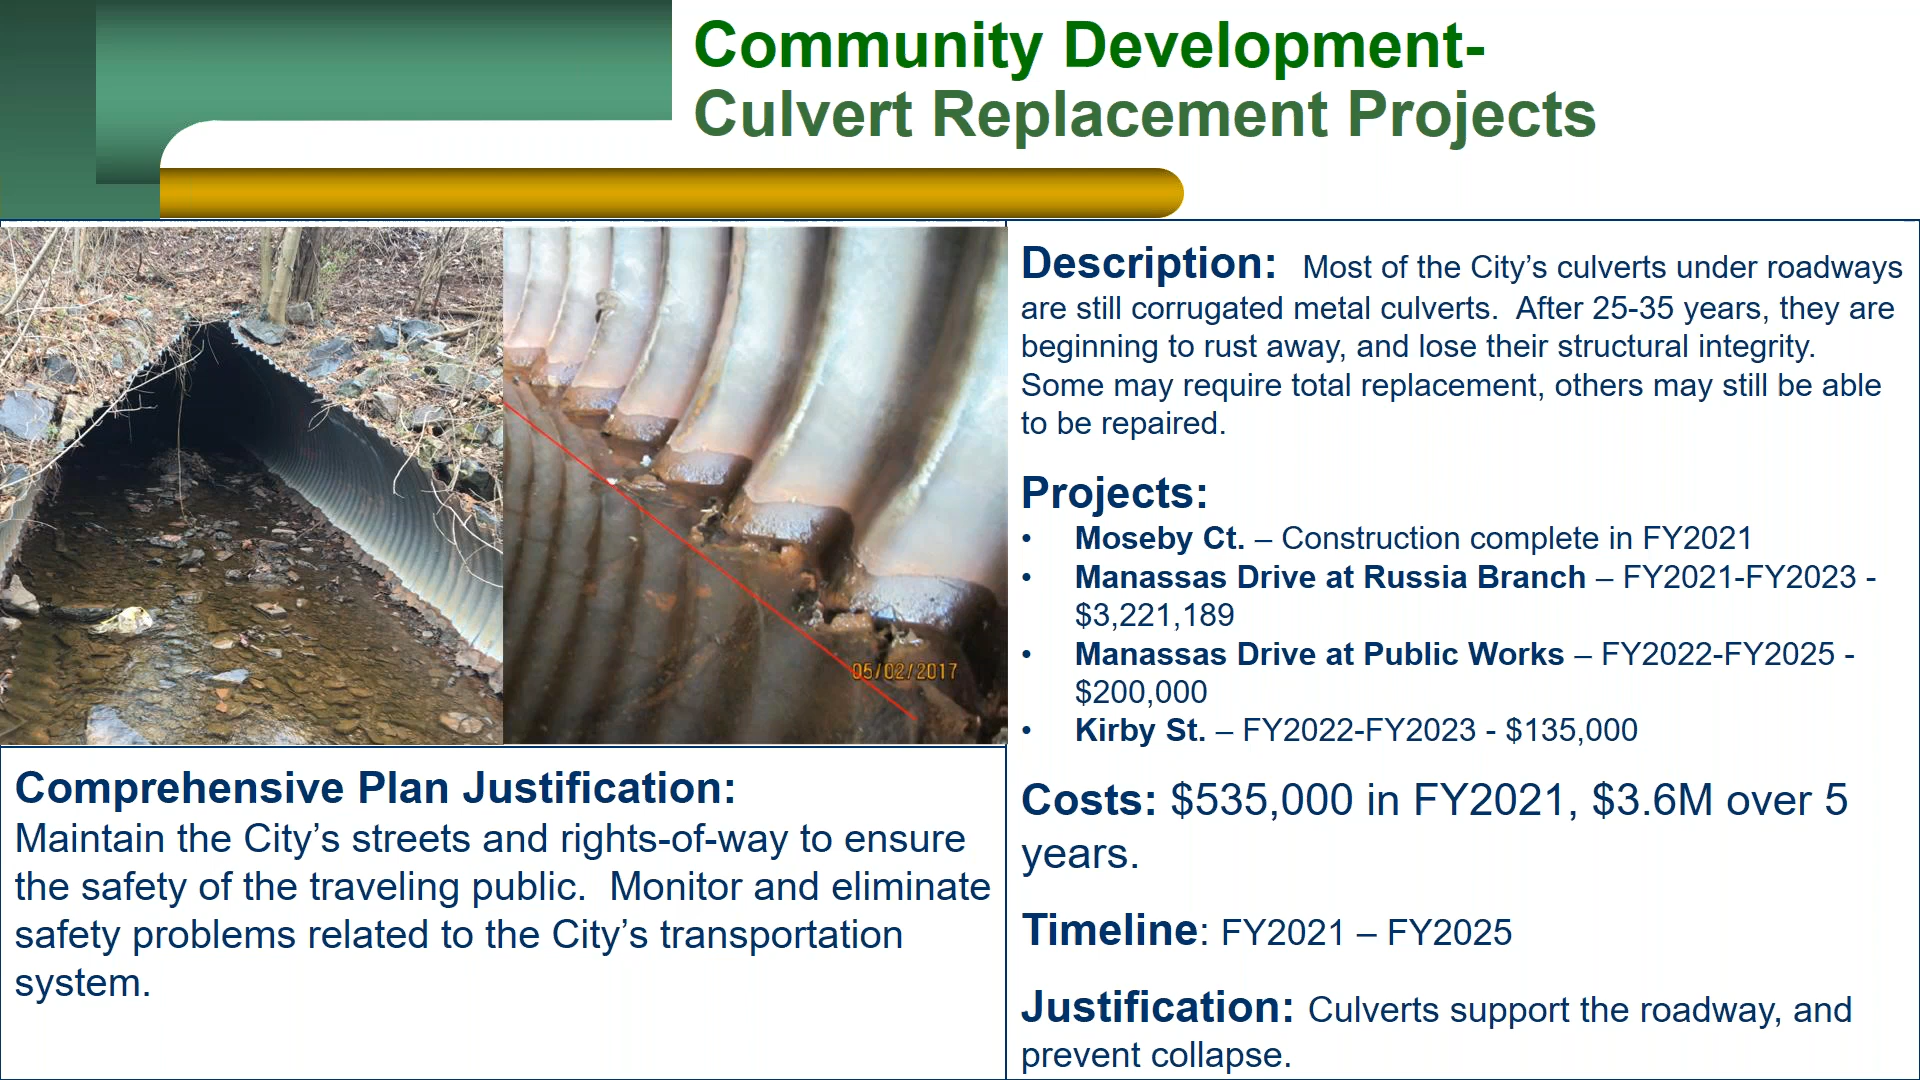 Community Development-
Culvert Replacement Projects
05/02/2017
Comprehensive Plan Justification:
Maintain the City’s streets and rights-of-way to ensure
the safety of the traveling public.  Monitor and eliminate
safety problems related to the City’s transportation
system.
Description:   Most of the City’s culverts under roadways
are still corrugated metal culverts.  After 25-35 years, they are
beginning to rust away, and lose their structural integrity.
Some may require total replacement, others may still be able
to be repaired.
Projects:
• Moseby Ct. – Construction complete in FY2021
• Manassas Drive at Russia Branch – FY2021-FY2023 -
$3,221,189
• Manassas Drive at Public Works – FY2022-FY2025 -
$200,000
• Kirby St. – FY2022-FY2023 - $135,000
Costs: $535,000 in FY2021, $3.6M over 5
years.
Timeline: FY2021 – FY2025
Justification: Culverts support the roadway, and
prevent collapse.